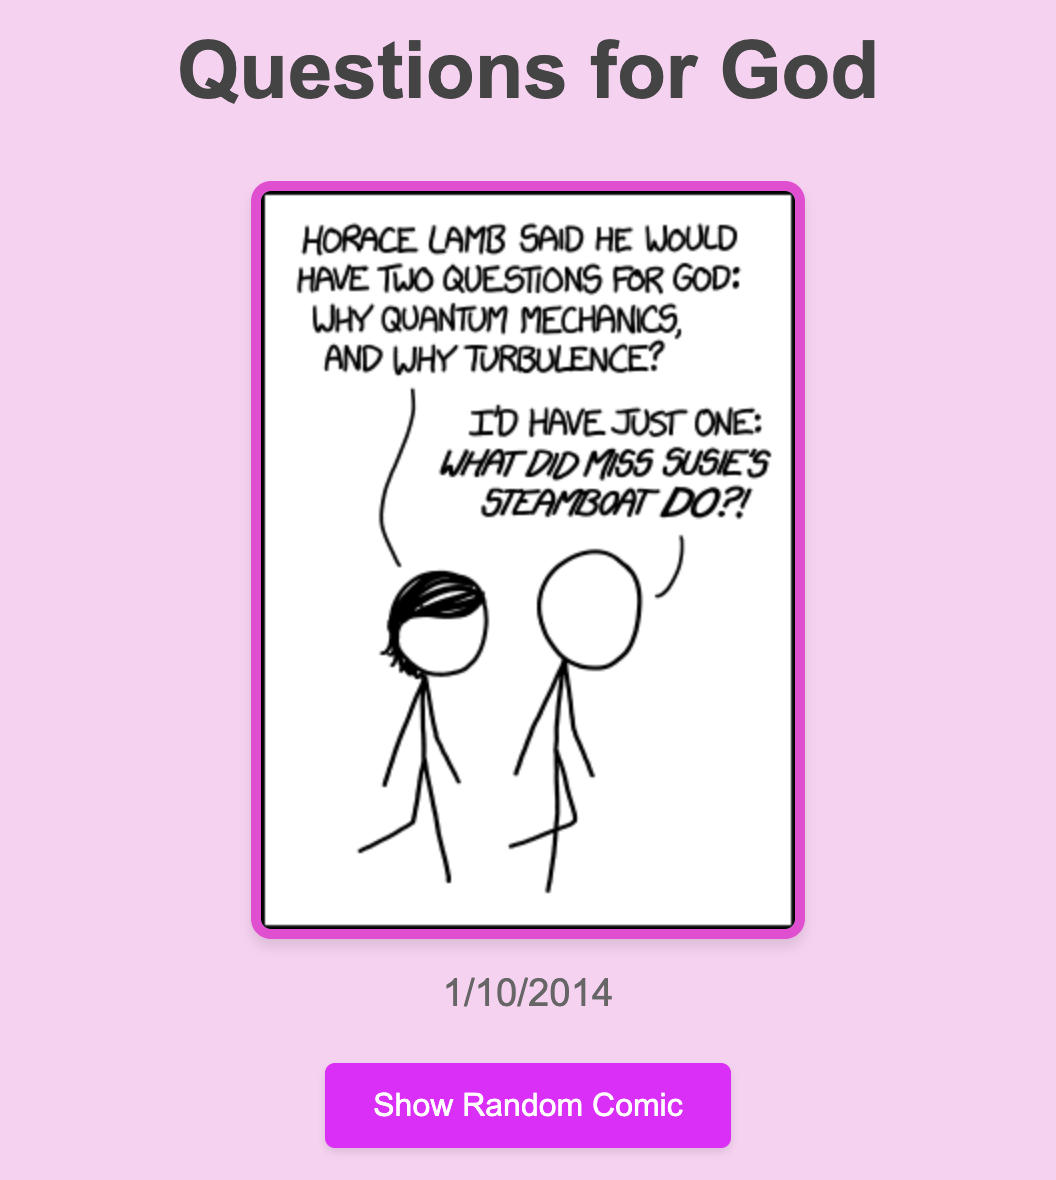 Questions for God
HORACE LAMB SAID HE WOULD
HAVE TWO QUESTIONS FOR GOD:
WHY QUANTUM MECHANICS,
AND WHY TURBULENCE?
I'D HAVE JUST ONE:
WHAT DID MISS SUSIE'S
STEAMBOAT DO?!
1/10/2014
Show Random Comic